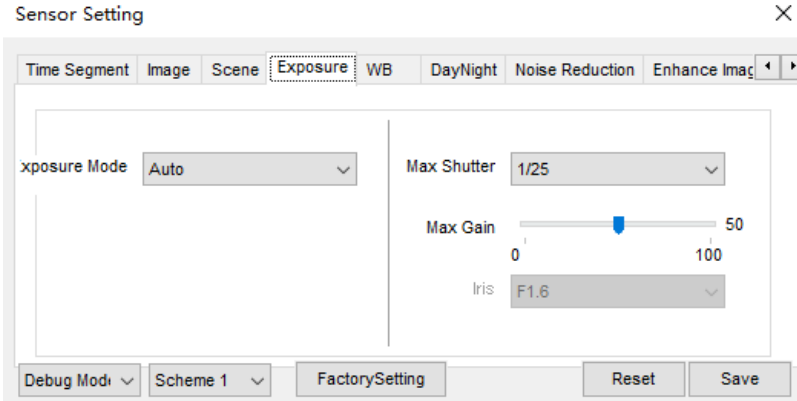 Sensor Setting
Time Segment Image Scene Exposure WB DayNight Noise Reduction Enhance Imag
xposure Mode Auto Max Shutter 1/25
Max Gain 50
0 100
Iris F1.6
Debug Mod Scheme 1 FactorySetting Reset Save